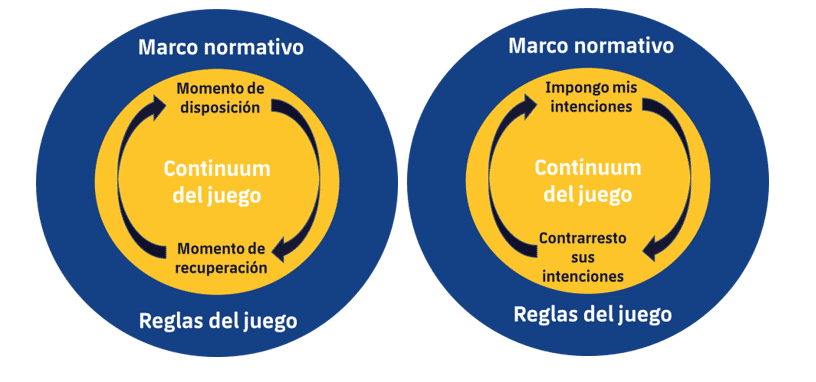 Marco normativo
Momento de
disposición
Continuum
del juego
Momento de
recuperación
Reglas del juego
Marco normativo
Impongo mis
intenciones
Continuum
del juego
Contrarresto
sus
intenciones
Reglas del juego